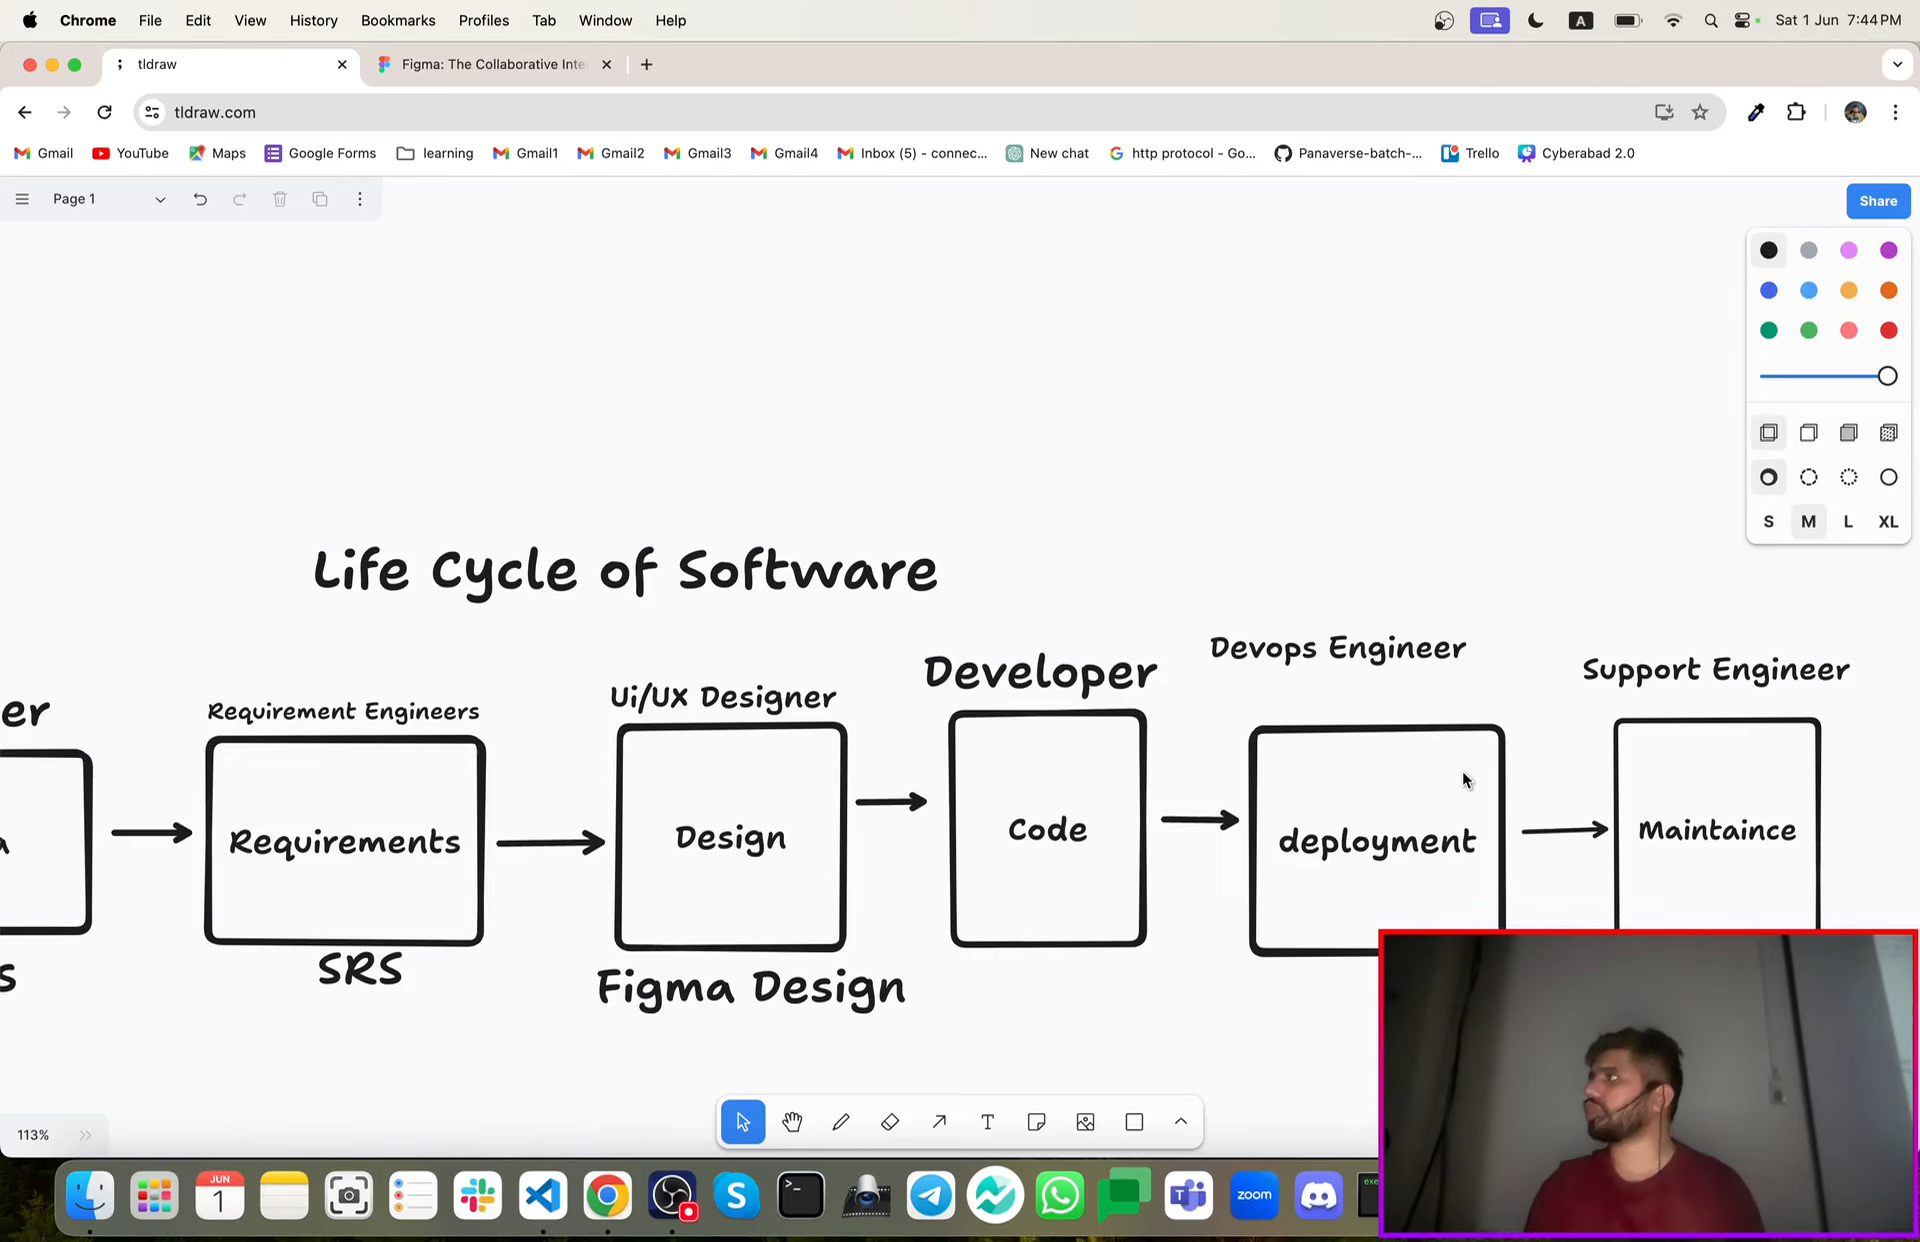 Chrome File Edit View History Bookmarks Profiles Tab Window Help
A Sat 1 Jun 7:44 PM
tldraw
Figma: The Collaborative Inte
tldraw.com
Gmail YouTube Maps Google Forms learning Gmail1 Gmail2 Gmail3 Gmail4 Inbox (5) - connec... New chat http protocol - Go... Panaverse-batch-... Trello Cyberabad 2.0
Page 1
Share
S M L XL
Life Cycle of Software
er
Requirement Engineers
Ui/UX Designer
Developer
Devops Engineer
Support Engineer
a
Requirements
Design
Code
deployment
Maintaince
s
SRS
Figma Design
T
113%
JUN
1
S
zoom
exe